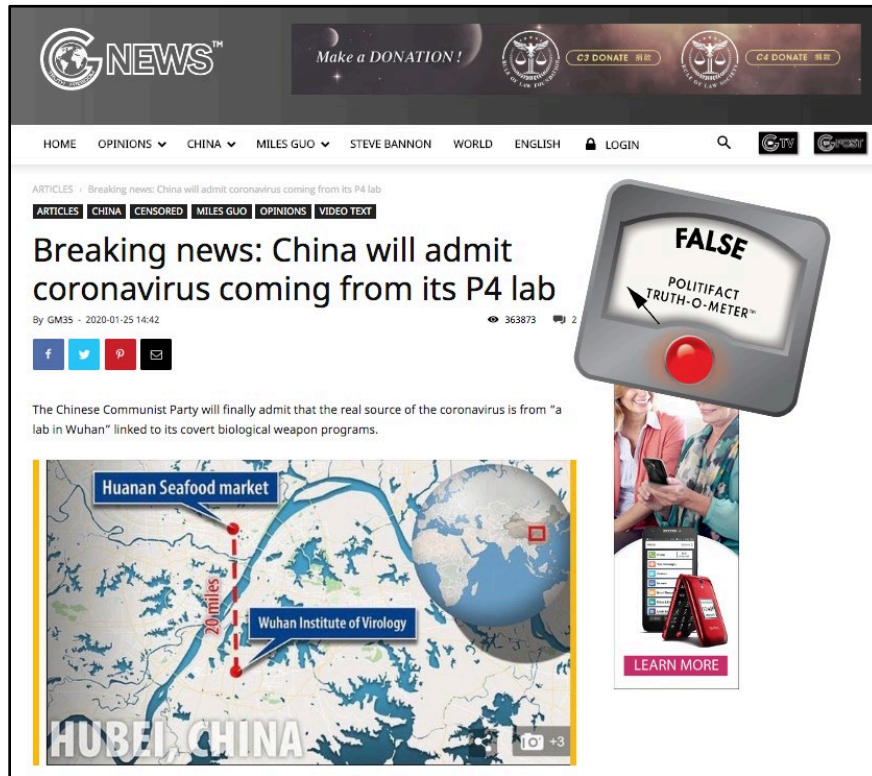 GNEWS™
Make a DONATION !
C3 DONATE 捐款
C4 DONATE 捐款
HOME OPINIONS CHINA MILES GUO STEVE BANNON WORLD ENGLISH LOGIN
GTV
GPOST
ARTICLES › Breaking news: China will admit coronavirus coming from its P4 lab
ARTICLES CHINA CENSORED MILES GUO OPINIONS VIDEO TEXT
Breaking news: China will admit
coronavirus coming from its P4 lab
By GM35 - 2020-01-25 14:42
363873
2
FALSE
POLITIFACT
TRUTH-O-METER™
The Chinese Communist Party will finally admit that the real source of the coronavirus is from “a
lab in Wuhan” linked to its covert biological weapon programs.
Huanan Seafood market
20 miles
Wuhan Institute of Virology
HUBEI, CHINA
+3
LEARN MORE